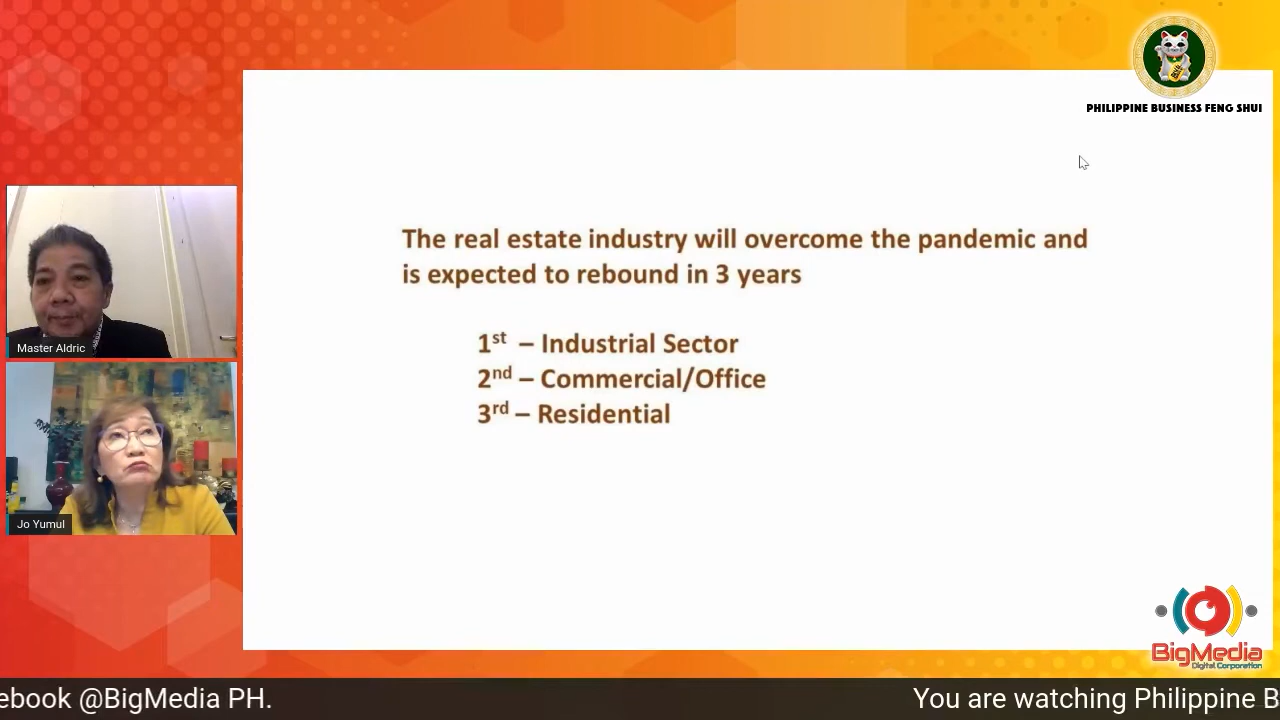 PHILIPPINE BUSINESS FENG SHUI
The real estate industry will overcome the pandemic and
is expected to rebound in 3 years
1st – Industrial Sector
2nd – Commercial/Office
3rd – Residential
Master Aldric
Jo Yumul
BigMedia
Digital Corporation
ebook @BigMedia PH.
You are watching Philippine B